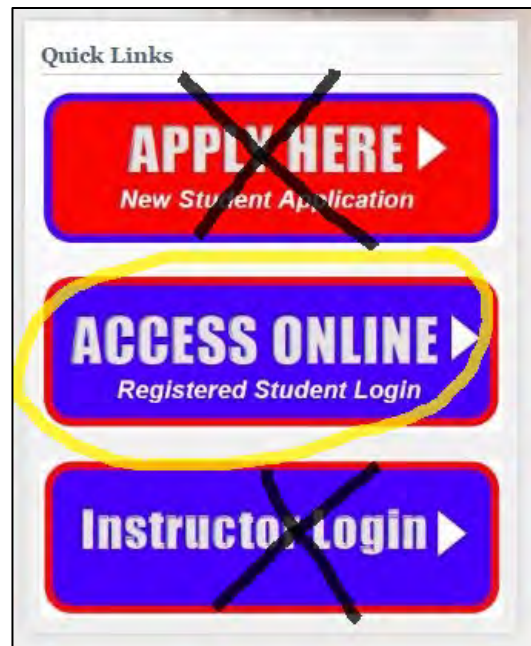 Quick Links
APPLY HERE
New Student Application
ACCESS ONLINE
Registered Student Login
Instructor Login